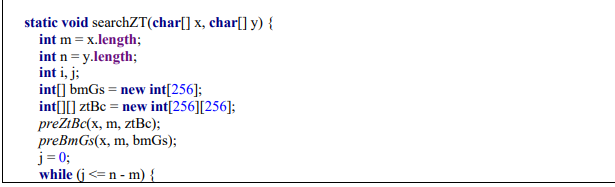 static void searchZT(char[] x, char[] y) {
int m = x.length;
int n = y.length;
int i, j;
int[] bmGs = new int[256];
int[][] ztBc = new int[256][256];
preZtBc(x, m, ztBc);
preBmGs(x, m, bmGs);
j = 0;
while (j <= n - m) {